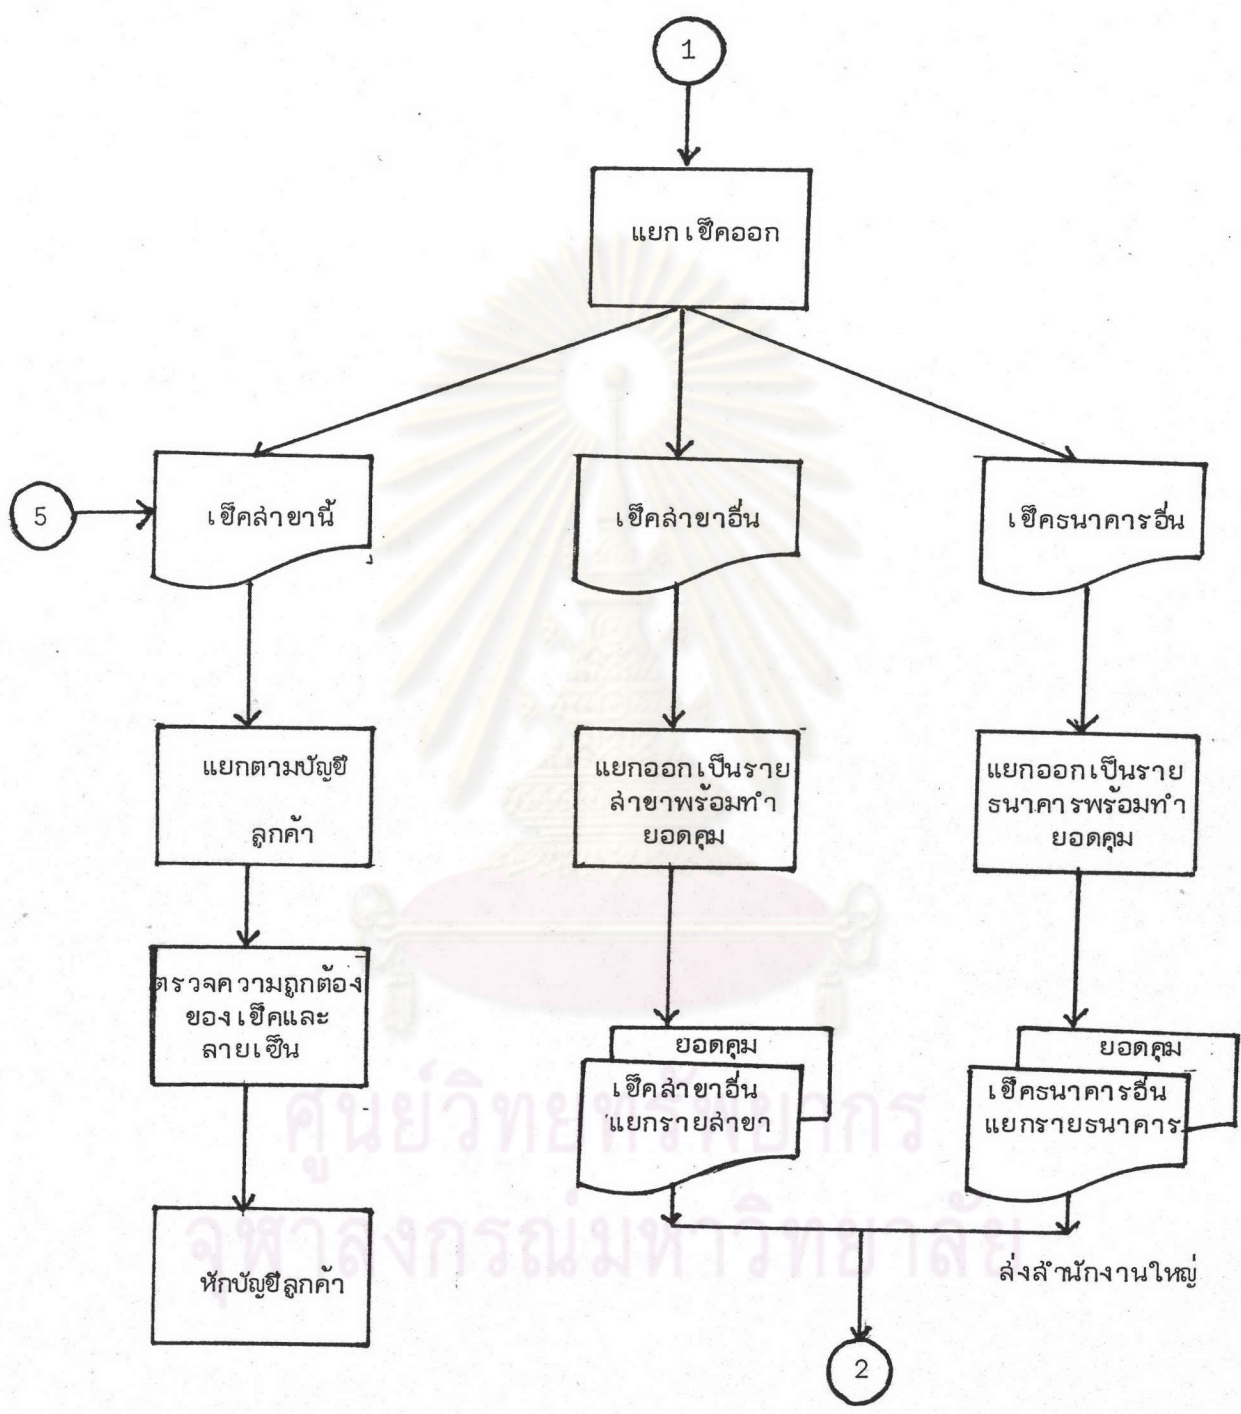 1
แยกเช็คออก
5
เช็คสาขานี้
เช็คสาขาอื่น
เช็คธนาคารอื่น
แยกตามบัญชี
ลูกค้า
แยกออกเป็นราย
สาขาพร้อมทำ
ยอดคุม
แยกออกเป็นราย
ธนาคารพร้อมทำ
ยอดคุม
ตรวจความถูกต้อง
ของเช็คและ
ลายเซ็น
ยอดคุม
เช็คสาขาอื่น
แยกรายสาขา
ยอดคุม
เช็คธนาคารอื่น
แยกรายธนาคาร
หักบัญชีลูกค้า
ส่งสำนักงานใหญ่
2
ศูนย์วิทยทรัพยากร
จุฬาลงกรณ์มหาวิทยาลัย